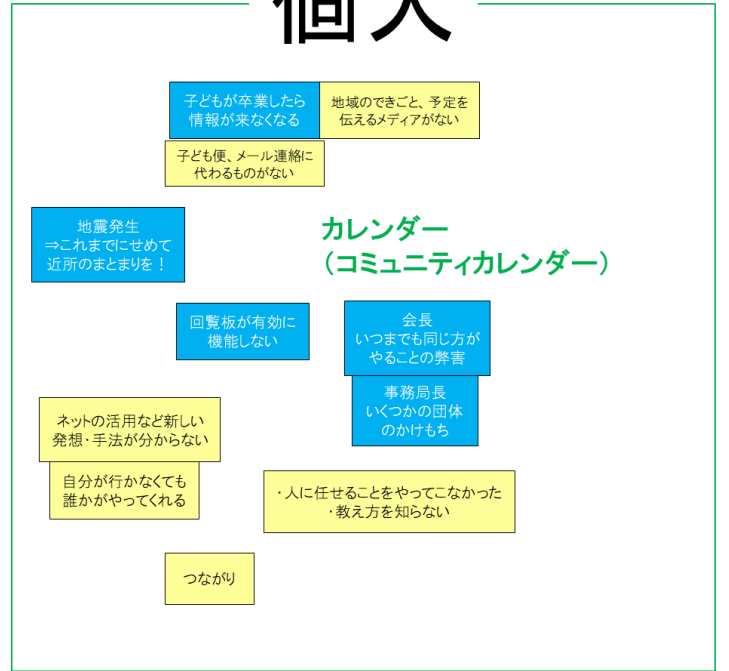 個人
子どもが卒業したら
情報が来なくなる
地域のできごと、予定を
伝えるメディアがない
子ども便、メール連絡に
代わるものがない
地震発生
⇒これまでにせめて
近所のまとまりを！
カレンダー
（コミュニティカレンダー）
回覧板が有効に
機能しない
会長
いつまでも同じ方が
やることの弊害
事務局長
いくつかの団体
のかけもち
ネットの活用など新しい
発想・手法が分からない
自分が行かなくても
誰かがやってくれる
・人に任せることをやってこなかった
・教え方を知らない
つながり